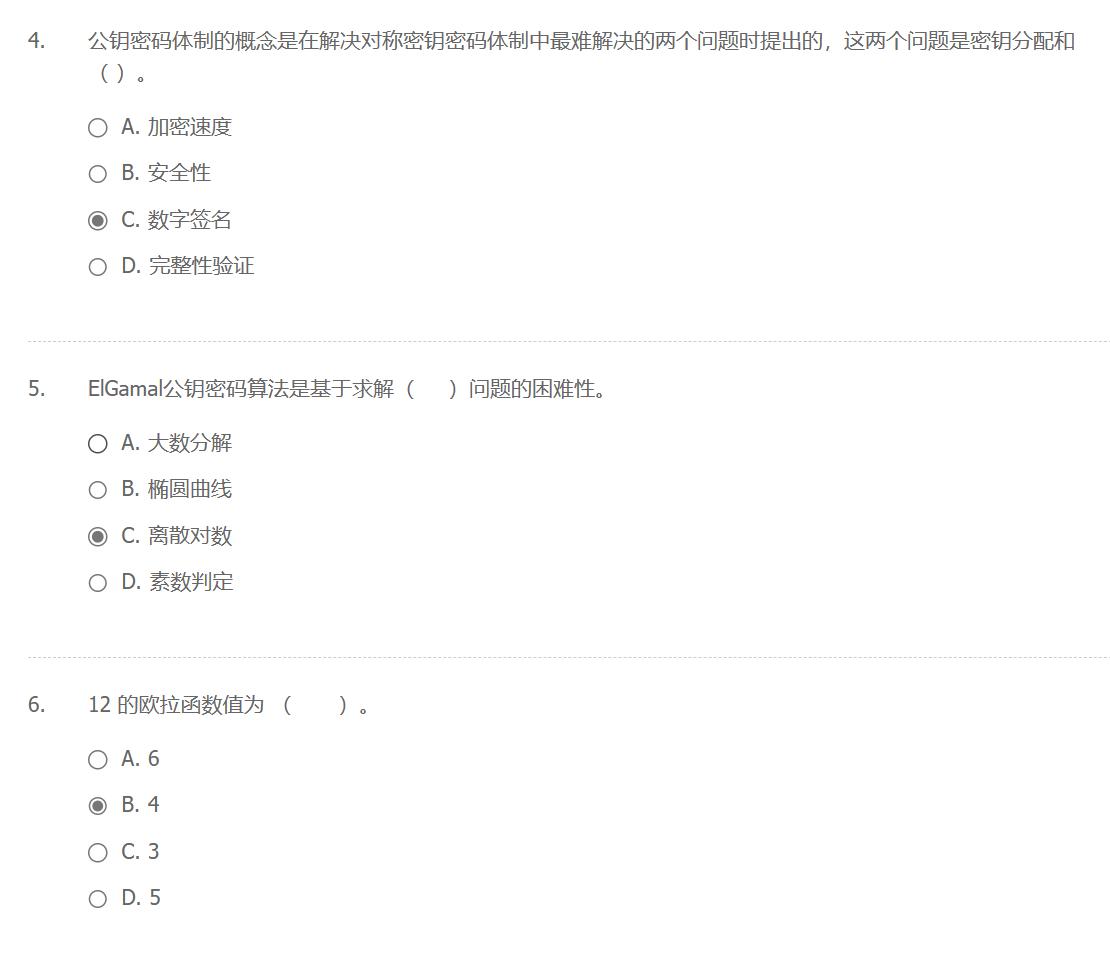 4. 公钥密码体制的概念是在解决对称密钥密码体制中最难解决的两个问题时提出的，这两个问题是密钥分配和
（ ）。
A. 加密速度
B. 安全性
C. 数字签名
D. 完整性验证
5. ElGamal公钥密码算法是基于求解（ ）问题的困难性。
A. 大数分解
B. 椭圆曲线
C. 离散对数
D. 素数判定
6. 12 的欧拉函数值为 （ ）。
A. 6
B. 4
C. 3
D. 5